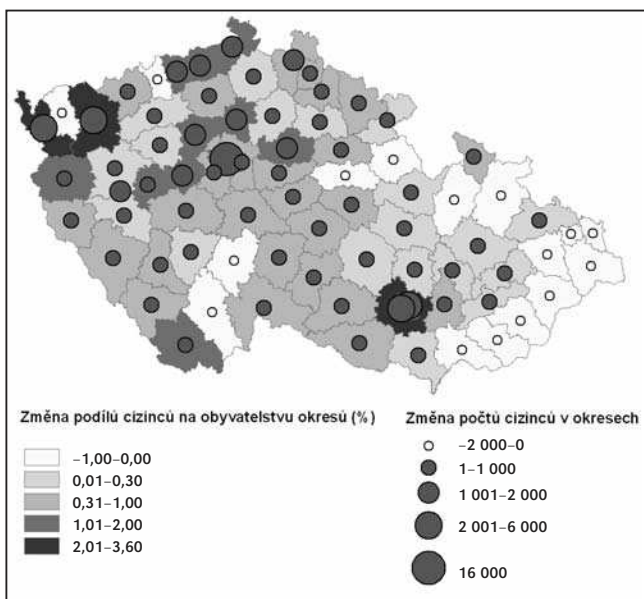 Změna podílů cizinců na obyvatelstvu okresů (%)
–1,00–0,00
0,01–0,30
0,31–1,00
1,01–2,00
2,01–3,60
Změna počtů cizinců v okresech
–2 000–0
1–1 000
1 001–2 000
2 001–6 000
16 000